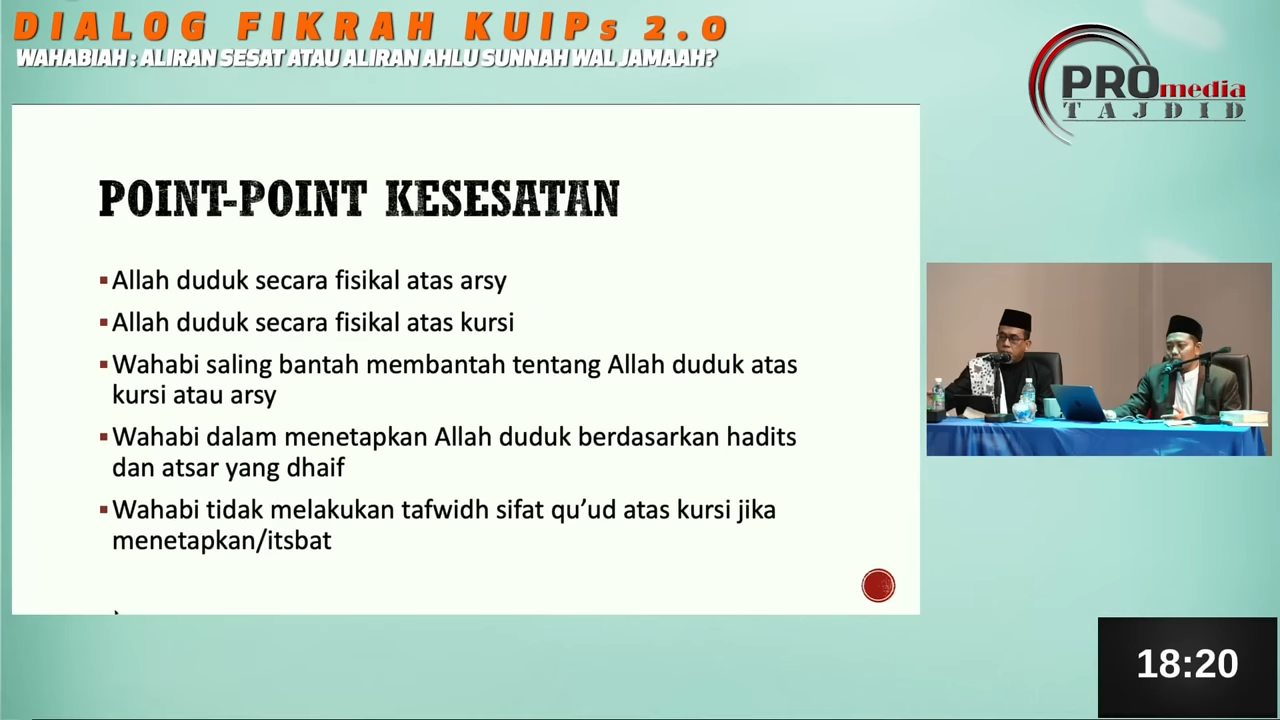 DIALOG FIKRAH KUIPs 2.0
WAHABIAH : ALIRAN SESAT ATAU ALIRAN AHLU SUNNAH WAL JAMAAH?
PROmedia
TAJDID
POINT-POINT KESESATAN
▪Allah duduk secara fisikal atas arsy
▪Allah duduk secara fisikal atas kursi
▪Wahabi saling bantah membantah tentang Allah duduk atas
kursi atau arsy
▪Wahabi dalam menetapkan Allah duduk berdasarkan hadits
dan atsar yang dhaif
▪Wahabi tidak melakukan tafwidh sifat qu’ud atas kursi jika
menetapkan/itsbat
18:20